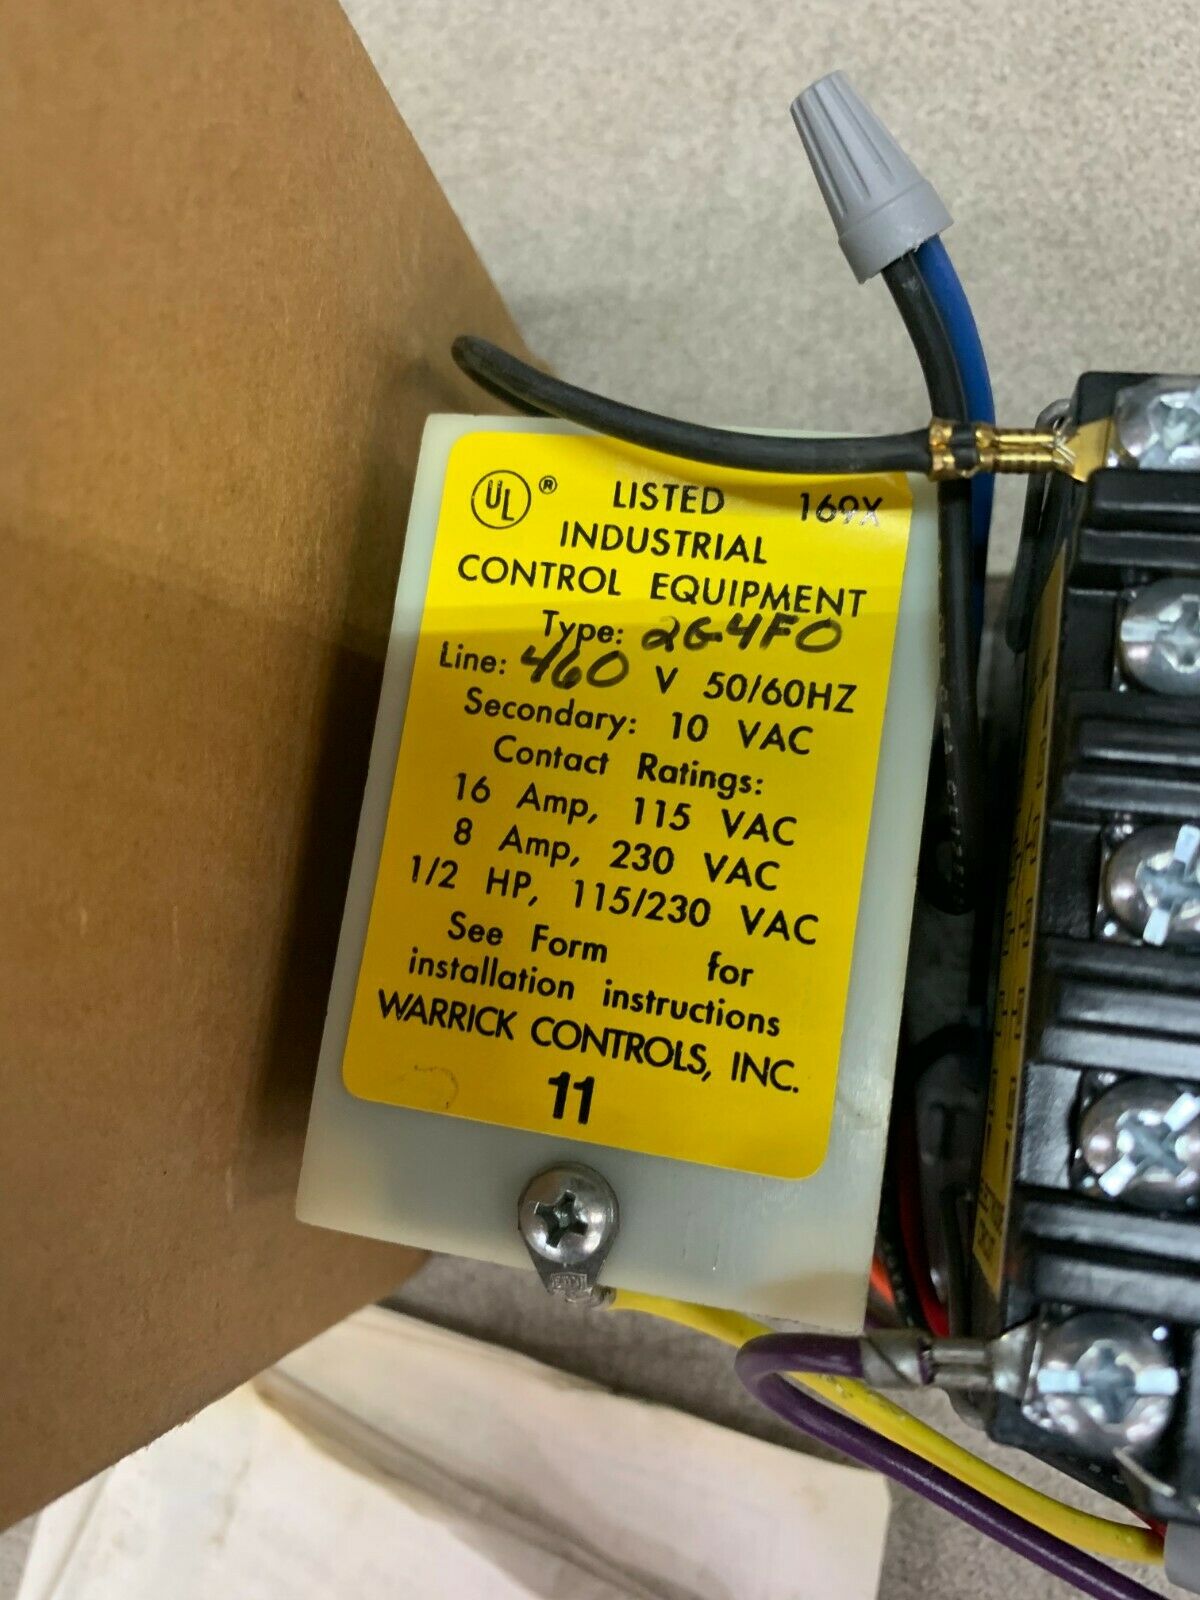 UL ® LISTED 169X
INDUSTRIAL
CONTROL EQUIPMENT
Type: 2G4F0
Line: 460 V 50/60HZ
Secondary: 10 VAC
Contact Ratings:
16 Amp, 115 VAC
8 Amp, 230 VAC
1/2 HP, 115/230 VAC
See Form for
installation instructions
WARRICK CONTROLS, INC.
11